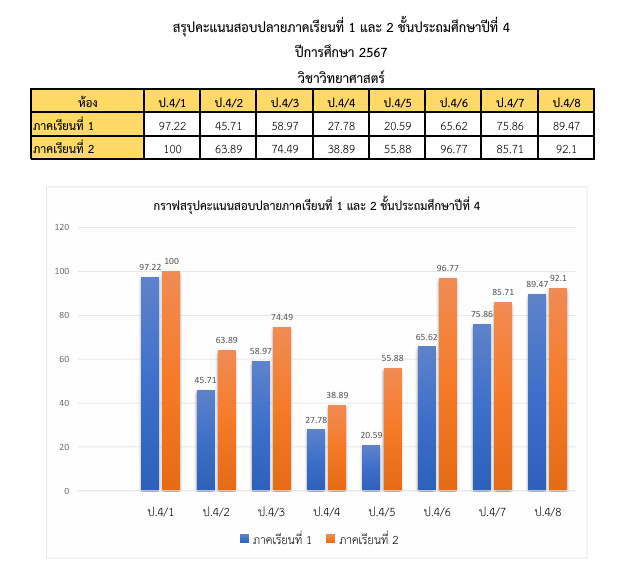 สรุปคะแนนสอบปลายภาคเรียนที่ 1 และ 2 ชั้นประถมศึกษาปีที่ 4
ปีการศึกษา 2567
วิชาวิทยาศาสตร์
ห้อง ป.4/1 ป.4/2 ป.4/3 ป.4/4 ป.4/5 ป.4/6 ป.4/7 ป.4/8
ภาคเรียนที่ 1 97.22 45.71 58.97 27.78 20.59 65.62 75.86 89.47
ภาคเรียนที่ 2 100 63.89 74.49 38.89 55.88 96.77 85.71 92.1
กราฟสรุปคะแนนสอบปลายภาคเรียนที่ 1 และ 2 ชั้นประถมศึกษาปีที่ 4
120
100
80
60
40
20
0
97.22 100
45.71 63.89
58.97 74.49
27.78 38.89
20.59 55.88
65.62 96.77
75.86 85.71
89.47 92.1
ป.4/1 ป.4/2 ป.4/3 ป.4/4 ป.4/5 ป.4/6 ป.4/7 ป.4/8
ภาคเรียนที่ 1 ภาคเรียนที่ 2